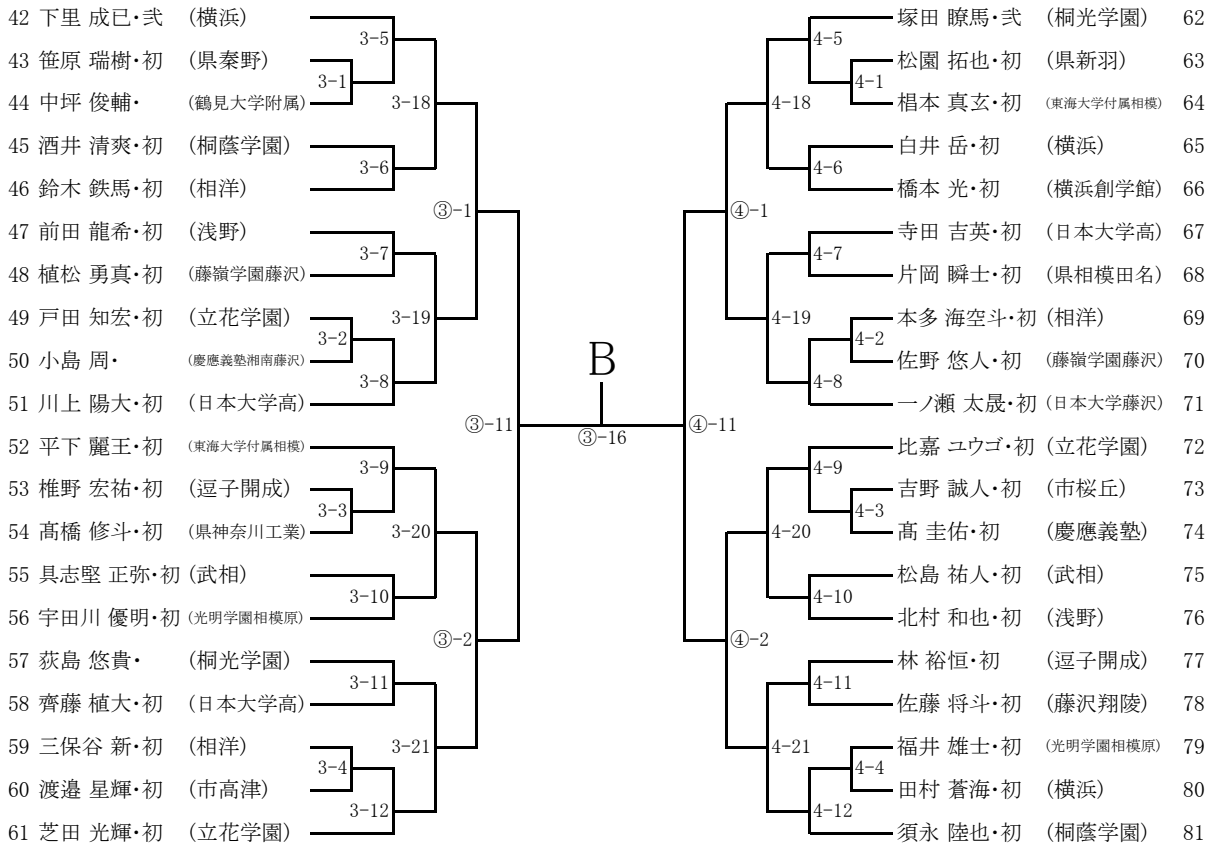 42 下里 成已・弐 (横浜)
43 笹原 瑞樹・初 (県秦野)
44 中坪 俊輔・ (鶴見大学附属)
45 酒井 清爽・初 (桐蔭学園)
46 鈴木 鉄馬・初 (相洋)
47 前田 龍希・初 (浅野)
48 植松 勇真・初 (藤嶺学園藤沢)
49 戸田 知宏・初 (立花学園)
50 小島 周・ (慶應義塾湘南藤沢)
51 川上 陽大・初 (日本大学高)
52 平下 麗王・初 (東海大学付属相模)
53 椎野 宏祐・初 (逗子開成)
54 髙橋 修斗・初 (県神奈川工業)
55 具志堅 正弥・初 (武相)
56 宇田川 優明・初 (光明学園相模原)
57 荻島 悠貴・ (桐光学園)
58 齊藤 植大・初 (日本大学高)
59 三保谷 新・初 (相洋)
60 渡邉 星輝・初 (市高津)
61 芝田 光輝・初 (立花学園)
3-5
3-1
3-18
3-6
③-1
3-7
3-19
3-2
3-8
③-11
3-9
3-3
3-20
3-10
③-2
3-11
3-21
3-4
3-12
B
③-16
4-5
4-1
4-18
4-6
④-1
4-7
4-19
4-2
4-8
④-11
4-9
4-3
4-20
4-10
④-2
4-11
4-21
4-4
4-12
塚田 瞭馬・弐 (桐光学園) 62
松園 拓也・初 (県新羽) 63
椙本 真玄・初 (東海大学付属相模) 64
白井 岳・初 (横浜) 65
橋本 光・初 (横浜創学館) 66
寺田 吉英・初 (日本大学高) 67
片岡 瞬士・初 (県相模田名) 68
本多 海空斗・初 (相洋) 69
佐野 悠人・初 (藤嶺学園藤沢) 70
一ノ瀬 太晟・初 (日本大学藤沢) 71
比嘉 ユウゴ・初 (立花学園) 72
吉野 誠人・初 (市桜丘) 73
髙 圭佑・初 (慶應義塾) 74
松島 祐人・初 (武相) 75
北村 和也・初 (浅野) 76
林 裕恒・初 (逗子開成) 77
佐藤 将斗・初 (藤沢翔陵) 78
福井 雄士・初 (光明学園相模原) 79
田村 蒼海・初 (横浜) 80
須永 陸也・初 (桐蔭学園) 81